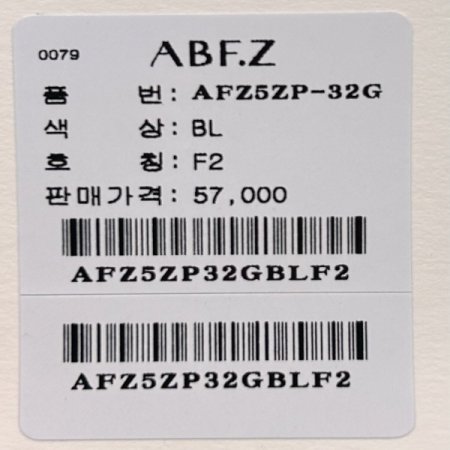 0079 ABF.Z
품 번: AFZ5ZP-32G
색 상: BL
호 칭: F2
판매가격: 57,000
AFZ5ZP32GBLF2
AFZ5ZP32GBLF2